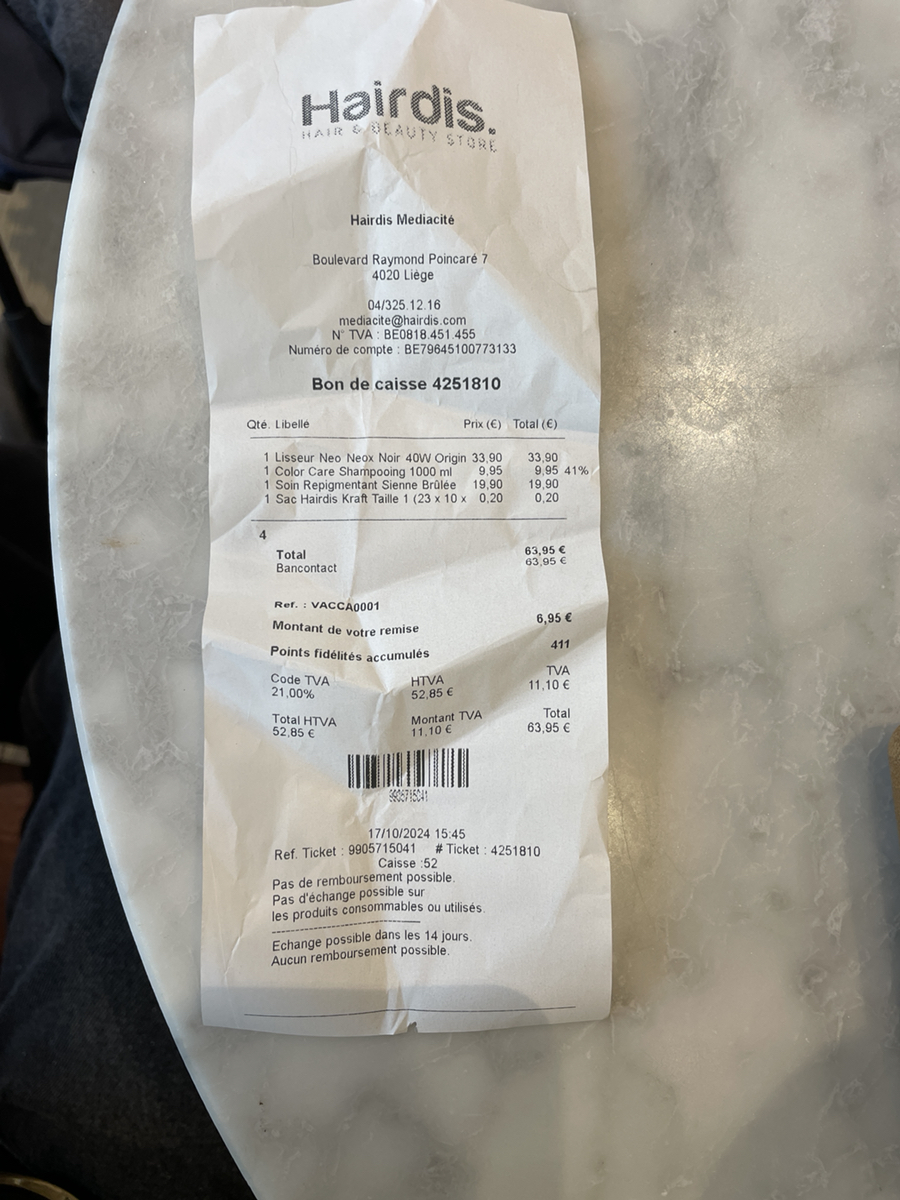 Hairdis.
HAIR & BEAUTY STORE
Hairdis Mediacité
Boulevard Raymond Poincaré 7
4020 Liège
04/325.12.16
mediacite@hairdis.com
N° TVA : BE0818.451.455
Numéro de compte : BE79645100773133
Bon de caisse 4251810
Qté. Libellé Prix (€) Total (€)
1 Lisseur Neo Neox Noir 40W Origin 33,90 33,90
1 Color Care Shampooing 1000 ml 9,95 9,95 41%
1 Soin Repigmentant Sienne Brûlée 19,90 19,90
1 Sac Hairdis Kraft Taille 1 (23 x 10 x 0,20 0,20
4
Total 63,95 €
Bancontact 63,95 €
Ref. : VACCA0001
Montant de votre remise 6,95 €
Points fidélités accumulés 411
Code TVA HTVA TVA
21,00% 52,85 € 11,10 €
Total HTVA Montant TVA Total
52,85 € 11,10 € 63,95 €
9905715041
17/10/2024 15:45
Ref. Ticket : 9905715041 # Ticket : 4251810
Caisse :52
Pas de remboursement possible.
Pas d'échange possible sur
les produits consommables ou utilisés.
Echange possible dans les 14 jours.
Aucun remboursement possible.